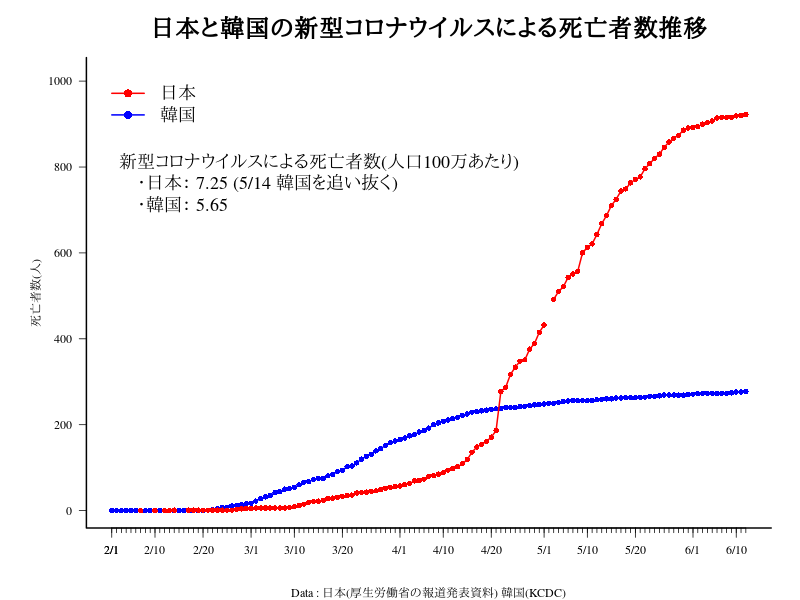 日本と韓国の新型コロナウイルスによる死亡者数推移
1000
日本
韓国
新型コロナウイルスによる死亡者数(人口100万あたり)
・日本: 7.25 (5/14 韓国を追い抜く)
・韓国: 5.65
800
600
死亡者数(人)
400
200
0
2/1 2/10 2/20 3/1 3/10 3/20 4/1 4/10 4/20 5/1 5/10 5/20 6/1 6/10
Data : 日本(厚生労働省の報道発表資料) 韓国(KCDC)